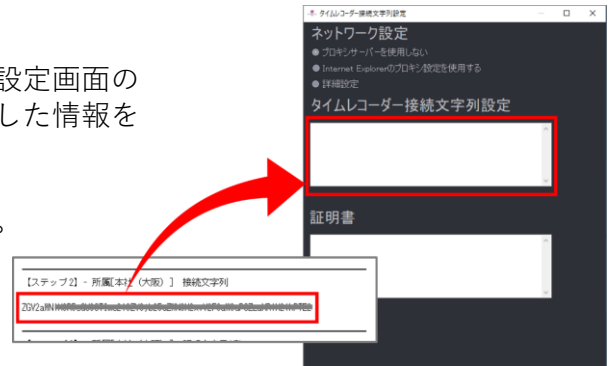 設定画面の
した情報を
。
タイムレコーダー接続文字列設定
ネットワーク設定
プロキシサーバーを使用しない
Internet Explorerのプロキシ設定を使用する
詳細設定
タイムレコーダー接続文字列設定
証明書
【ステップ2】- 所属[本社（大阪）] 接続文字列